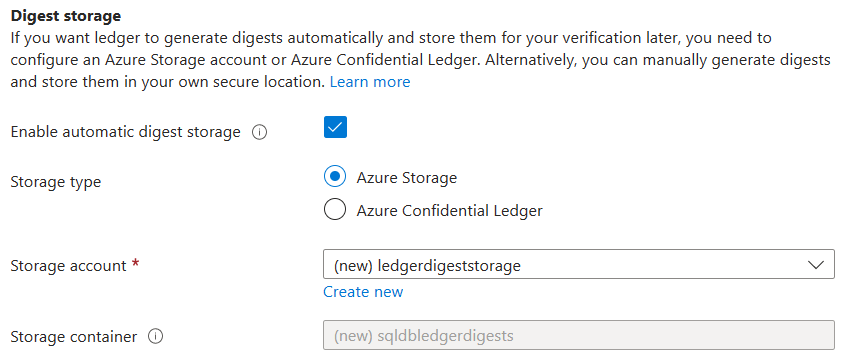 Digest storage
If you want ledger to generate digests automatically and store them for your verification later, you need to
configure an Azure Storage account or Azure Confidential Ledger. Alternatively, you can manually generate digests
and store them in your own secure location. Learn more
Enable automatic digest storage
Storage type
Azure Storage
Azure Confidential Ledger
Storage account *
(new) ledgerdigeststorage
Create new
Storage container
(new) sqldbledgerdigests